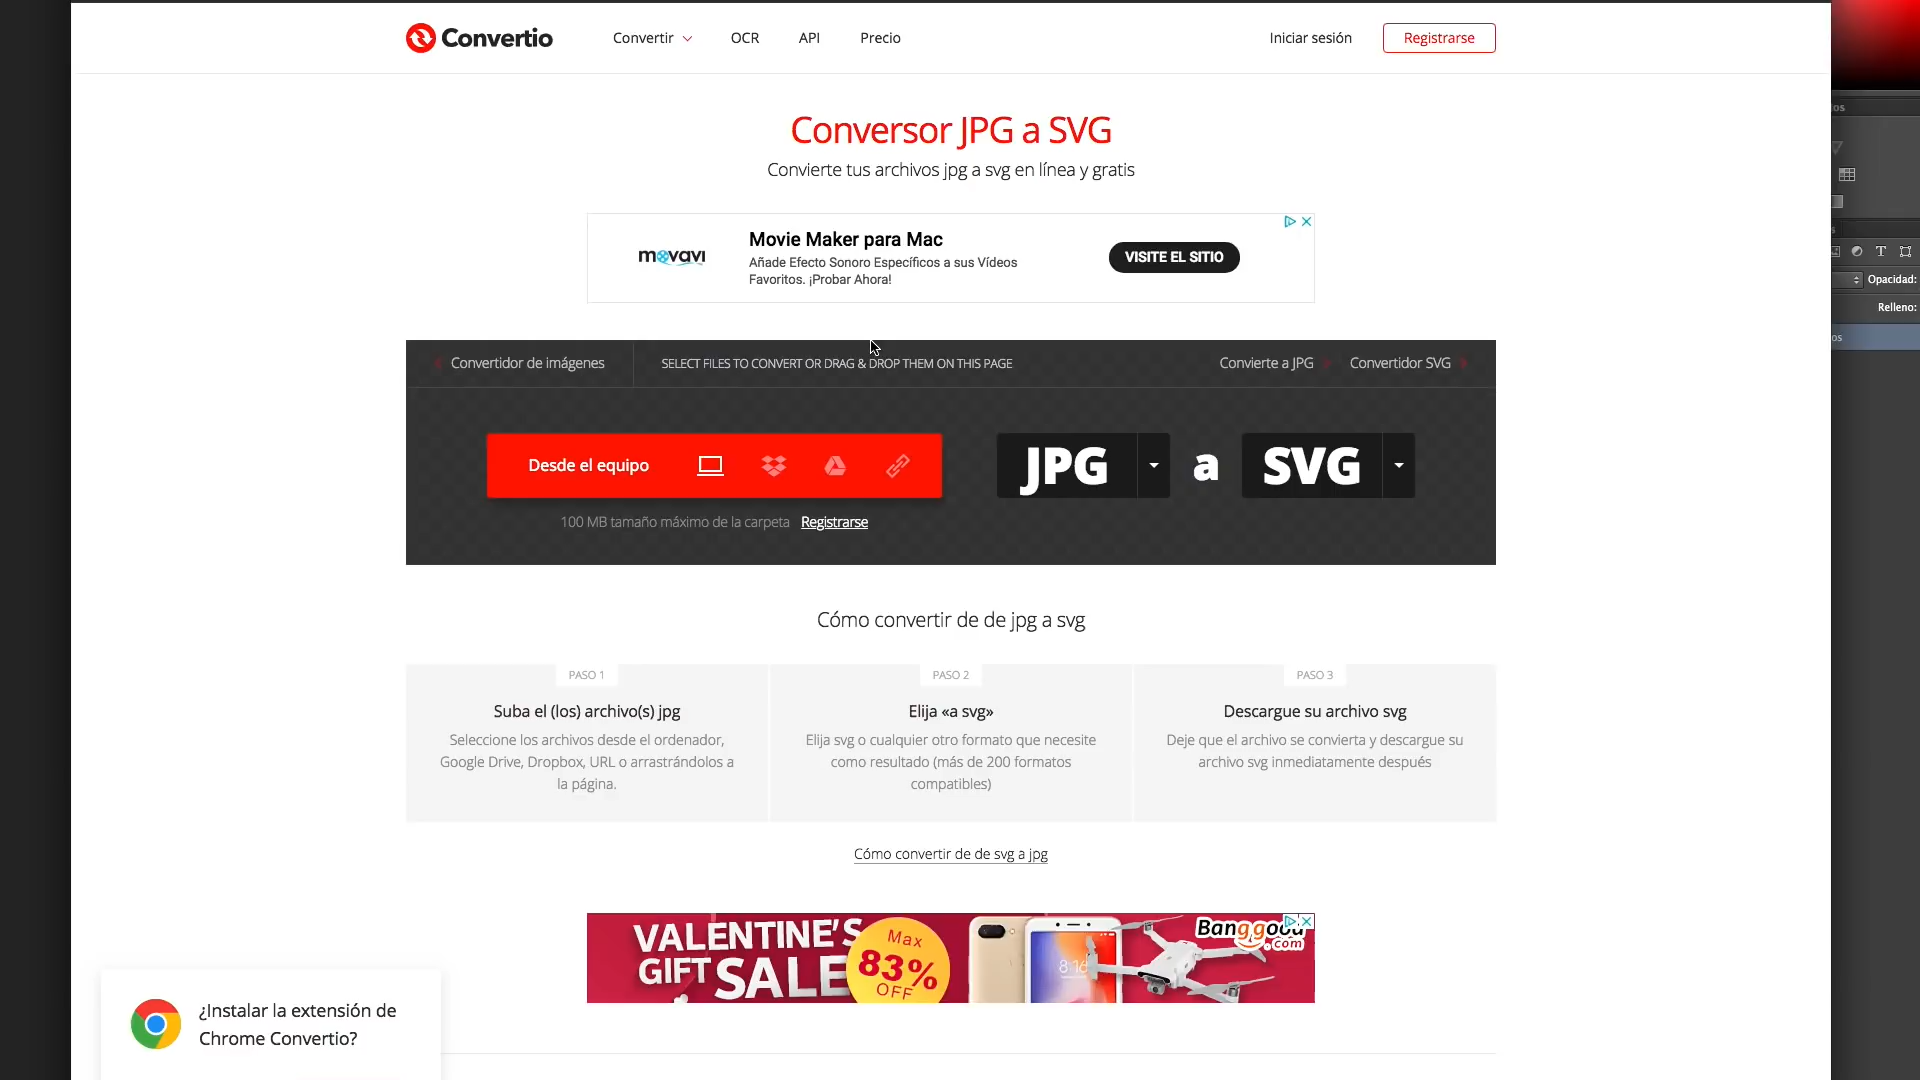 Convertio
Convertir
OCR
API
Precio
Iniciar sesión
Registrarse
Conversor JPG a SVG
Convierte tus archivos jpg a svg en línea y gratis
movavi
Movie Maker para Mac
Añade Efecto Sonoro Específicos a sus Vídeos
Favoritos. ¡Probar Ahora!
VISITE EL SITIO
Convertidor de imágenes
SELECT FILES TO CONVERT OR DRAG & DROP THEM ON THIS PAGE
Convierte a JPG
Convertidor SVG
Desde el equipo
JPG
a
SVG
100 MB tamaño máximo de la carpeta Registrarse
Cómo convertir de de jpg a svg
PASO 1
Suba el (los) archivo(s) jpg
Seleccione los archivos desde el ordenador,
Google Drive, Dropbox, URL o arrastrándolos a
la página.
PASO 2
Elija «a svg»
Elija svg o cualquier otro formato que necesite
como resultado (más de 200 formatos
compatibles)
PASO 3
Descargue su archivo svg
Deje que el archivo se convierta y descargue su
archivo svg inmediatamente después
Cómo convertir de de svg a jpg
VALENTINE'S
GIFT SALE
Max
83%
OFF
8:16
Banggood
.com
¿Instalar la extensión de
Chrome Convertio?
Opacidad:
Relleno: